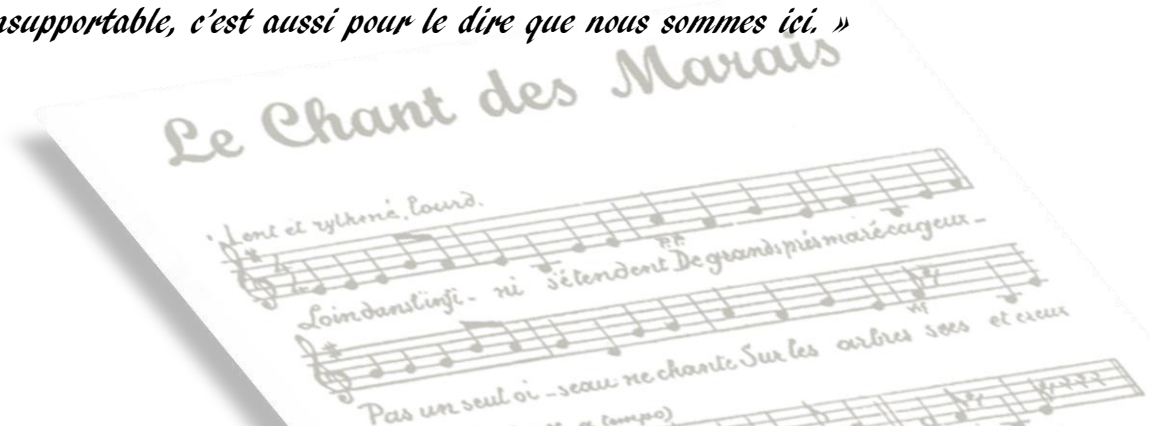 nsupportable, c'est aussi pour le dire que nous sommes ici. »
Le Chant des Marais
Lent et rythmé, lourd.
Loin dans l'infi - ni s'étendent De grands prés marécageux -
Pas un seul oi - seau ne chante Sur les arbres secs et creux
a tempo)